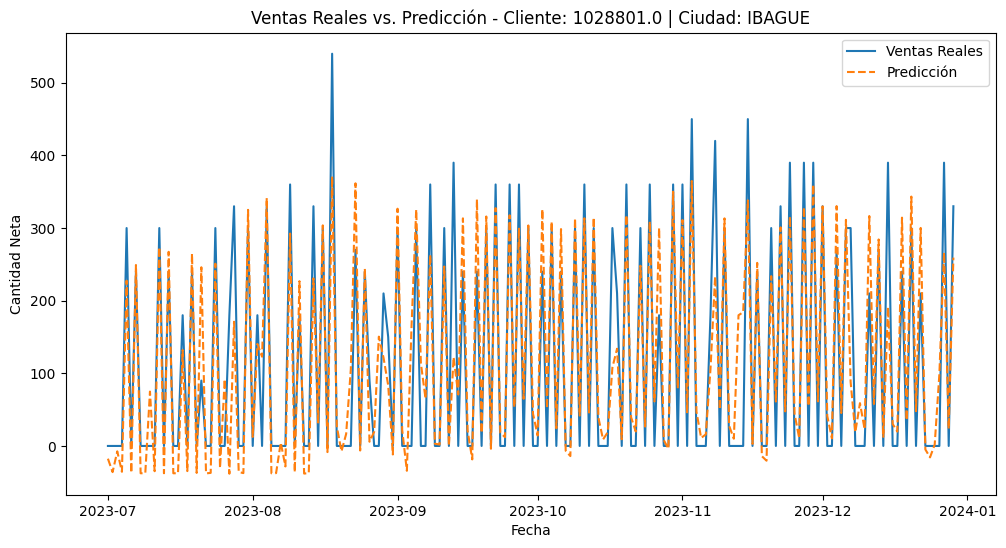 Ventas Reales vs. Predicción - Cliente: 1028801.0 | Ciudad: IBAGUE
Ventas Reales
Predicción
Cantidad Neta
500
400
300
200
100
0
2023-07
2023-08
2023-09
2023-10
2023-11
2023-12
2024-01
Fecha